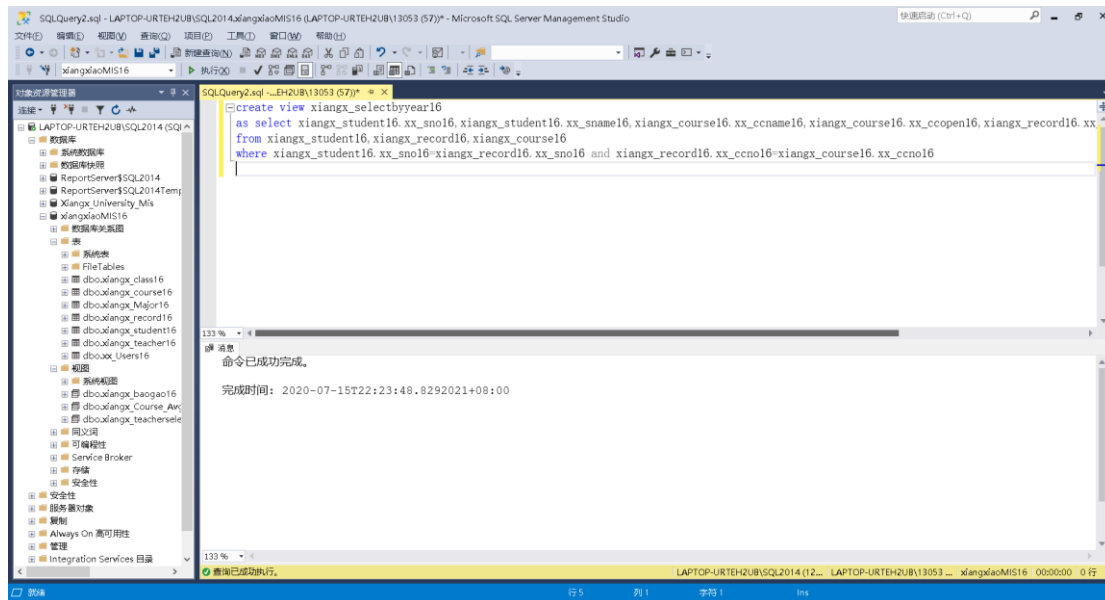 SQLQuery2.sql - LAPTOP-URTEH2UB\SQL2014.xiangxiaoMIS16 (LAPTOP-URTEH2UB\13053 (57))* - Microsoft SQL Server Management Studio
快速启动 (Ctrl+Q)
文件(F) 编辑(E) 视图(V) 查询(Q) 项目(P) 工具(T) 窗口(W) 帮助(H)
新建查询(N)
xiangxiaoMIS16
执行(X)
对象资源管理器
SQLQuery2.sql -...EH2UB\13053 (57))*
连接
LAPTOP-URTEH2UB\SQL2014 (SQ
数据库
系统数据库
数据库快照
ReportServer$SQL2014
ReportServer$SQL2014Temp
Xiangx_University_Mis
xiangxiaoMIS16
数据库关系图
表
系统表
FileTables
dbo.xiangx_class16
dbo.xiangx_course16
dbo.xiangx_Major16
dbo.xiangx_record16
dbo.xiangx_student16
dbo.xiangx_teacher16
dbo.xx_Users16
视图
系统视图
dbo.xiangx_baogao16
dbo.xiangx_Course_Avg
dbo.xiangx_teachersele
同义词
可编程性
Service Broker
存储
安全性
安全性
服务器对象
复制
Always On 高可用性
管理
Integration Services 目录
create view xiangx_selectbyyear16
as select xiangx_student16.xx_sno16,xiangx_student16.xx_sname16,xiangx_course16.xx_ccname16,xiangx_course16.xx_ccopen16,xiangx_record16.xx
from xiangx_student16,xiangx_record16,xiangx_course16
where xiangx_student16.xx_sno16=xiangx_record16.xx_sno16 and xiangx_record16.xx_ccno16=xiangx_course16.xx_ccno16
133 %
消息
命令已成功完成。
完成时间: 2020-07-15T22:23:48.8292021+08:00
133 %
查询已成功执行。
LAPTOP-URTEH2UB\SQL2014 (12... LAPTOP-URTEH2UB\13053 ... xiangxiaoMIS16 00:00:00 0 行
就绪 行 5 列 1 字符 1 Ins